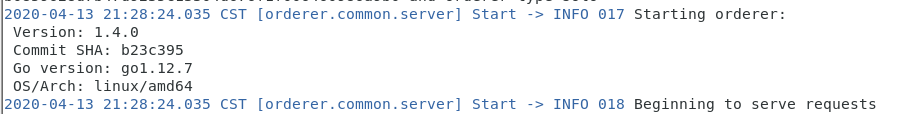 2020-04-13 21:28:24.035 CST [orderer.common.server] Start -> INFO 017 Starting orderer:
Version: 1.4.0
Commit SHA: b23c395
Go version: go1.12.7
OS/Arch: linux/amd64
2020-04-13 21:28:24.035 CST [orderer.common.server] Start -> INFO 018 Beginning to serve requests